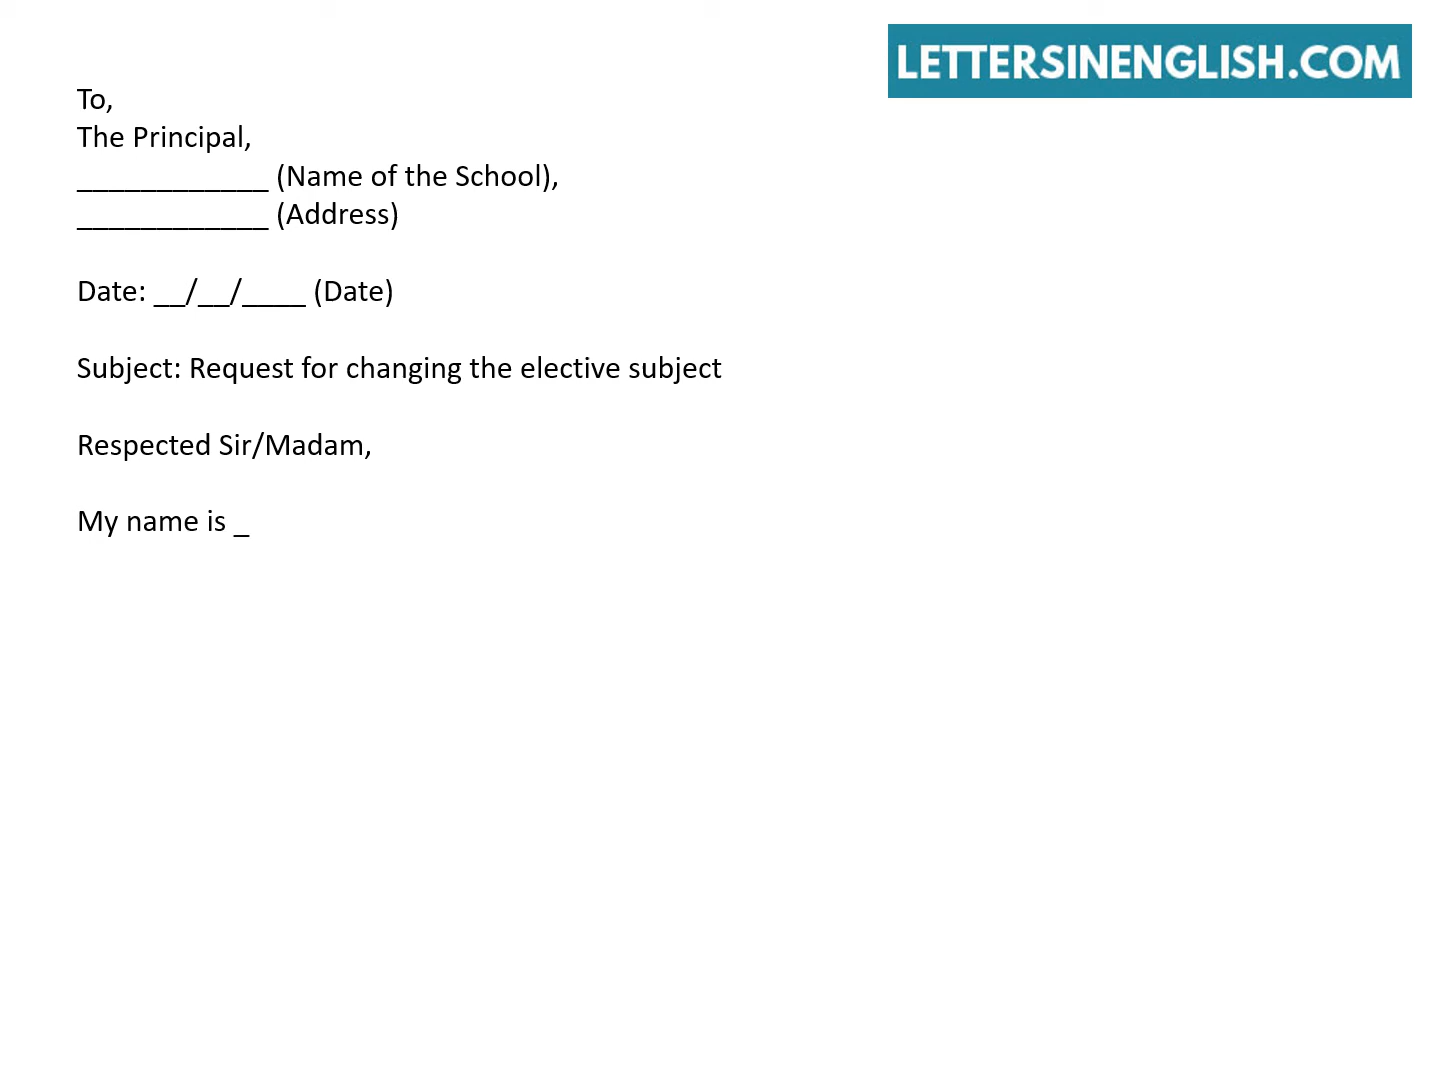 LETTERSINENGLISH.COM
To,
The Principal,
____________ (Name of the School),
____________ (Address)
Date: __/__/____ (Date)
Subject: Request for changing the elective subject
Respected Sir/Madam,
My name is _